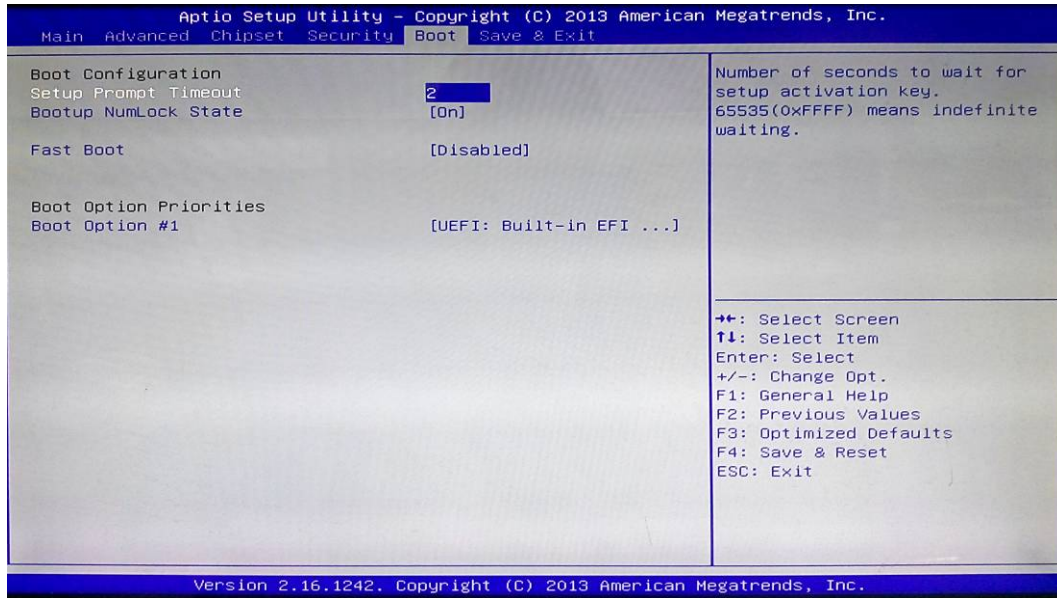 Aptio Setup Utility – Copyright (C) 2013 American Megatrends, Inc.
Main Advanced Chipset Security Boot Save & Exit
Boot Configuration
Setup Prompt Timeout 2
Bootup NumLock State [On]
Fast Boot [Disabled]
Boot Option Priorities
Boot Option #1 [UEFI: Built-in EFI ...]
Number of seconds to wait for
setup activation key.
65535(0xFFFF) means indefinite
waiting.
→←: Select Screen
↑↓: Select Item
Enter: Select
+/-: Change Opt.
F1: General Help
F2: Previous Values
F3: Optimized Defaults
F4: Save & Reset
ESC: Exit
Version 2.16.1242. Copyright (C) 2013 American Megatrends, Inc.